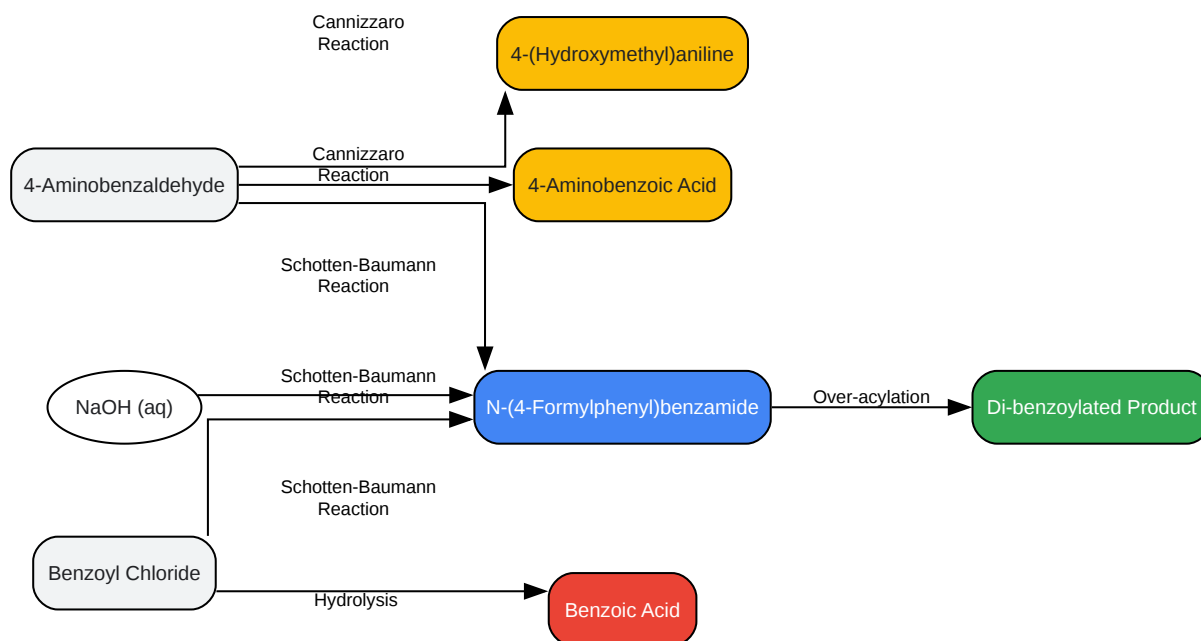 Cannizzaro
Reaction
4-(Hydroxymethyl)aniline
4-Aminobenzaldehyde
Cannizzaro
Reaction
4-Aminobenzoic Acid
Schotten-Baumann
Reaction
NaOH (aq)
Schotten-Baumann
Reaction
N-(4-Formylphenyl)benzamide
Over-acylation
Di-benzoylated Product
Schotten-Baumann
Reaction
Benzoyl Chloride
Hydrolysis
Benzoic Acid